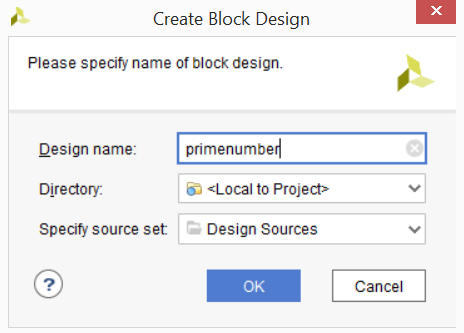 Create Block Design
Please specify name of block design.
Design name: primenumber
Directory: <Local to Project>
Specify source set: Design Sources
? OK Cancel